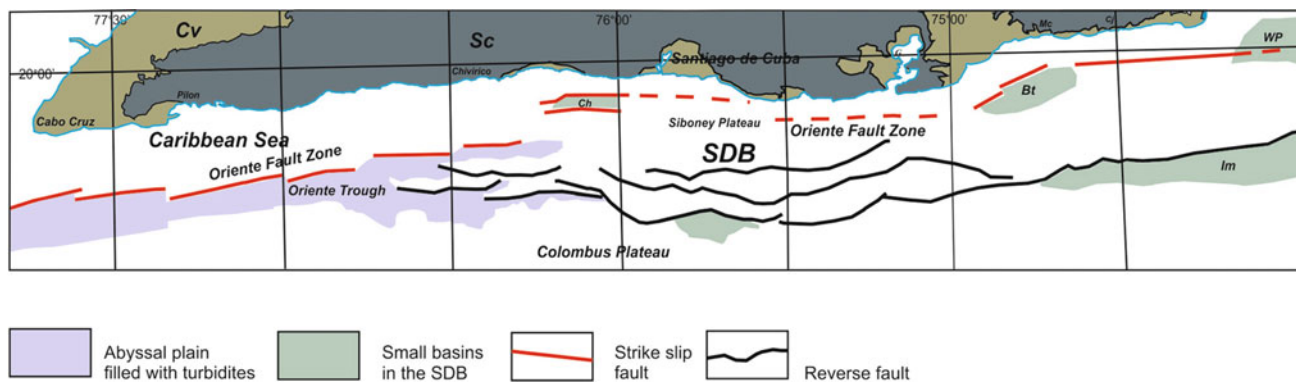 77°30' 76°00' 75°00'
Cv
Sc
Santiago de Cuba
Mc
WP
20°00'
Chivirico
Pilon
Bt
Cabo Cruz
Ch
Caribbean Sea
Siboney Plateau
Oriente Fault Zone
Oriente Fault Zone
SDB
Oriente Trough
Im
Colombus Plateau
Abyssal plain
filled with turbidites
Small basins
in the SDB
Strike slip
fault
Reverse fault